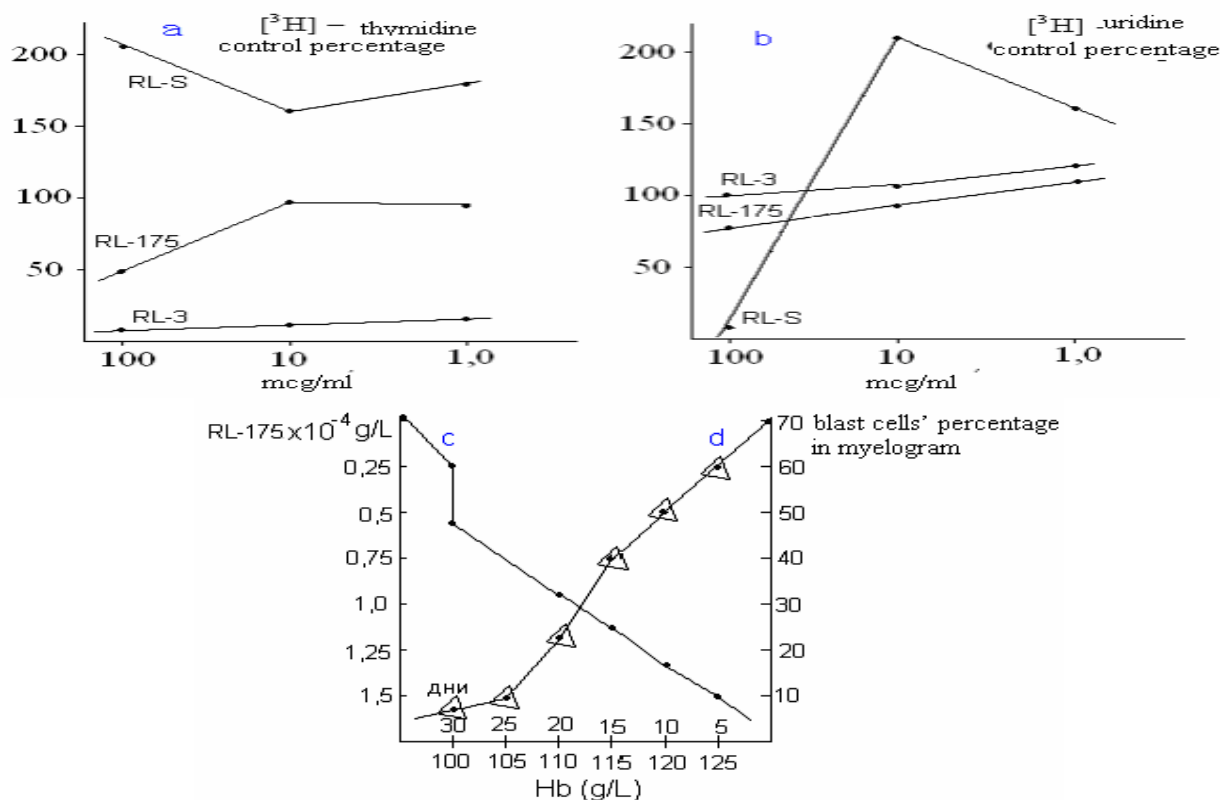 a
[³H] – thymidine
control percentage
200
150
100
50
RL-S
RL-175
RL-3
100 10 1,0
mcg/ml
b
[³H] -uridine
control percentage
200
150
100
50
RL-3
RL-175
RL-S
100 10 1,0
mcg/ml
RL-175x10⁻⁴ g/L
c
d
70 blast cells’ percentage
in myelogram
0,25
0,5
0,75
1,0
1,25
1,5
60
50
40
30
20
10
дни
30 25 20 15 10 5
100 105 110 115 120 125
Hb (g/L)